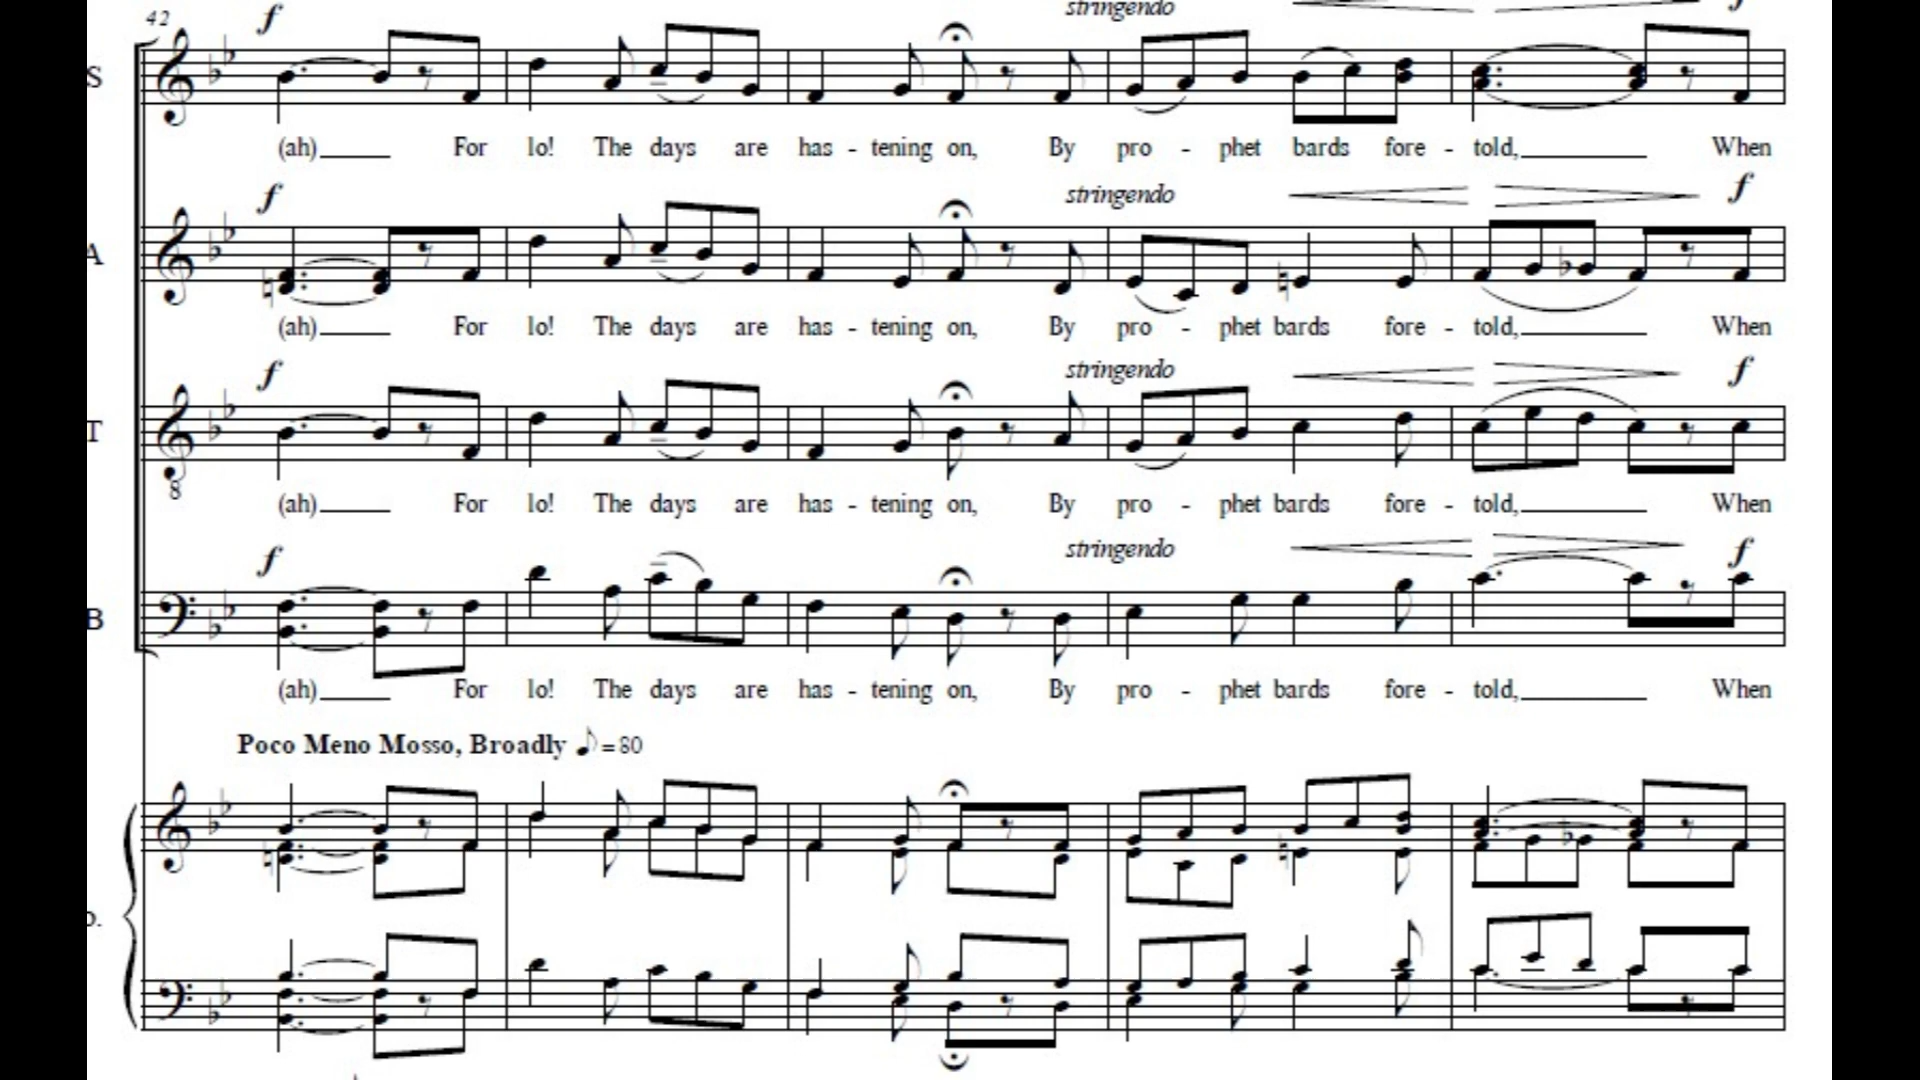 stringendo
42 f f
S
(ah) For lo! The days are has - tening on, By pro - phet bards fore - told, When
f stringendo f
A
(ah) For lo! The days are has - tening on, By pro - phet bards fore - told, When
f stringendo f
T
8
(ah) For lo! The days are has - tening on, By pro - phet bards fore - told, When
f stringendo f
B
(ah) For lo! The days are has - tening on, By pro - phet bards fore - told, When
Poco Meno Mosso, Broadly ♪=80